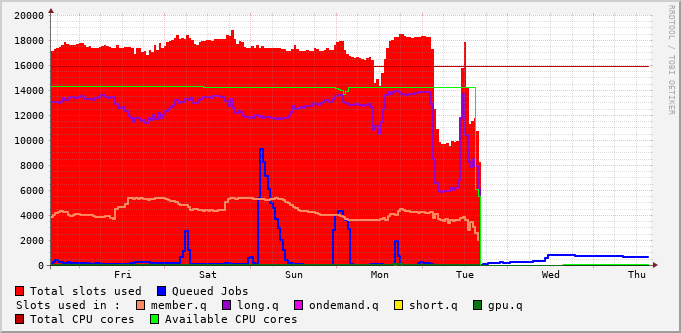 20000
18000
16000
14000
12000
10000
8000
6000
4000
2000
0
Fri Sat Sun Mon Tue Wed Thu
RRDTOOL / TOBI OETIKER
Total slots used Queued Jobs
Slots used in : member.q long.q ondemand.q short.q gpu.q
Total CPU cores Available CPU cores